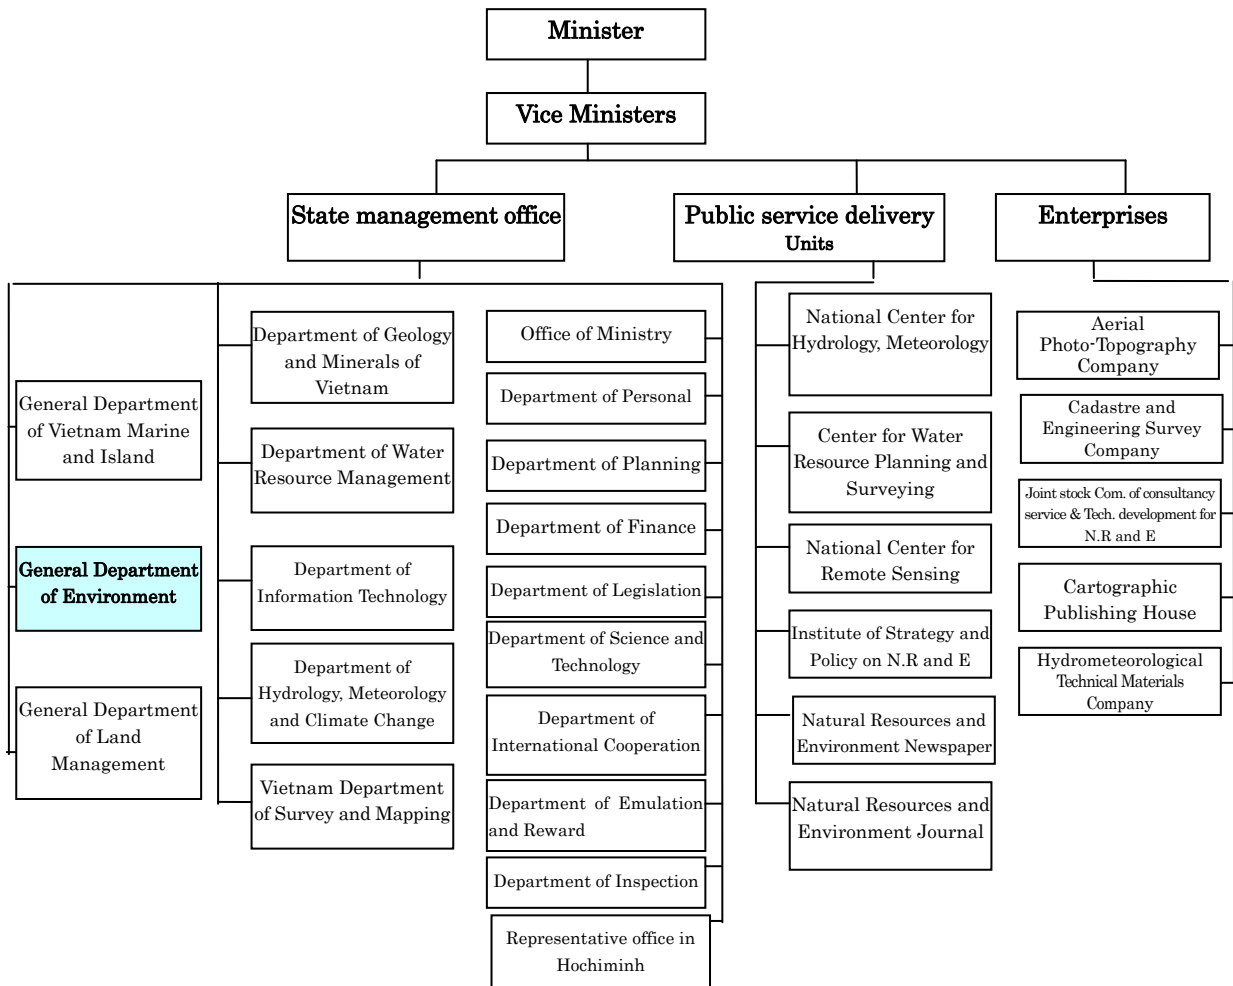 Minister
Vice Ministers
State management office
Public service delivery
Units
Enterprises
General Department
of Vietnam Marine
and Island
General Department
of Environment
General Department
of Land
Management
Department of Geology
and Minerals of
Vietnam
Department of Water
Resource Management
Department of
Information Technology
Department of
Hydrology, Meteorology
and Climate Change
Vietnam Department
of Survey and Mapping
Office of Ministry
Department of Personal
Department of Planning
Department of Finance
Department of Legislation
Department of Science and
Technology
Department of
International Cooperation
Department of Emulation
and Reward
Department of Inspection
Representative office in
Hochiminh
National Center for
Hydrology, Meteorology
Center for Water
Resource Planning and
Surveying
National Center for
Remote Sensing
Institute of Strategy and
Policy on N.R and E
Natural Resources and
Environment Newspaper
Natural Resources and
Environment Journal
Aerial
Photo-Topography
Company
Cadastre and
Engineering Survey
Company
Joint stock Com. of consultancy
service & Tech. development for
N.R and E
Cartographic
Publishing House
Hydrometeorological
Technical Materials
Company